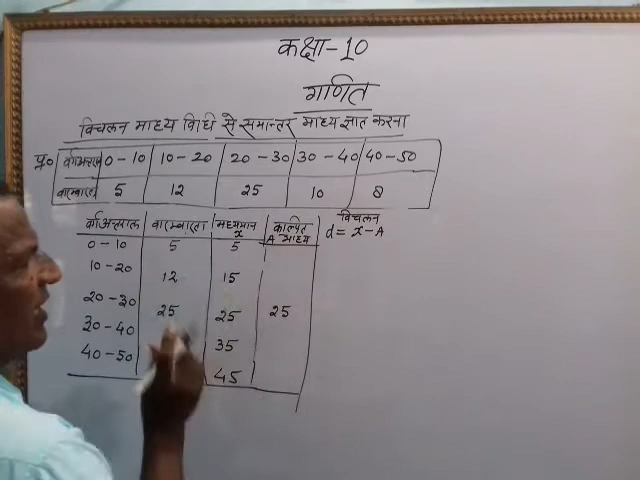 कक्षा-10
गणित
विचलन माध्य विधि से समान्तर माध्य ज्ञात करना
प्र० वर्ग अन्तराल 0-10 10-20 20-30 30-40 40-50
बारम्बारता 5 12 25 10 8
वर्ग अन्तराल बारम्बारता मध्यमान x कल्पित माध्य A विचलन d = x-A
0-10 5 5
10-20 12 15
20-30 25 25 25
30-40 35
40-50 45